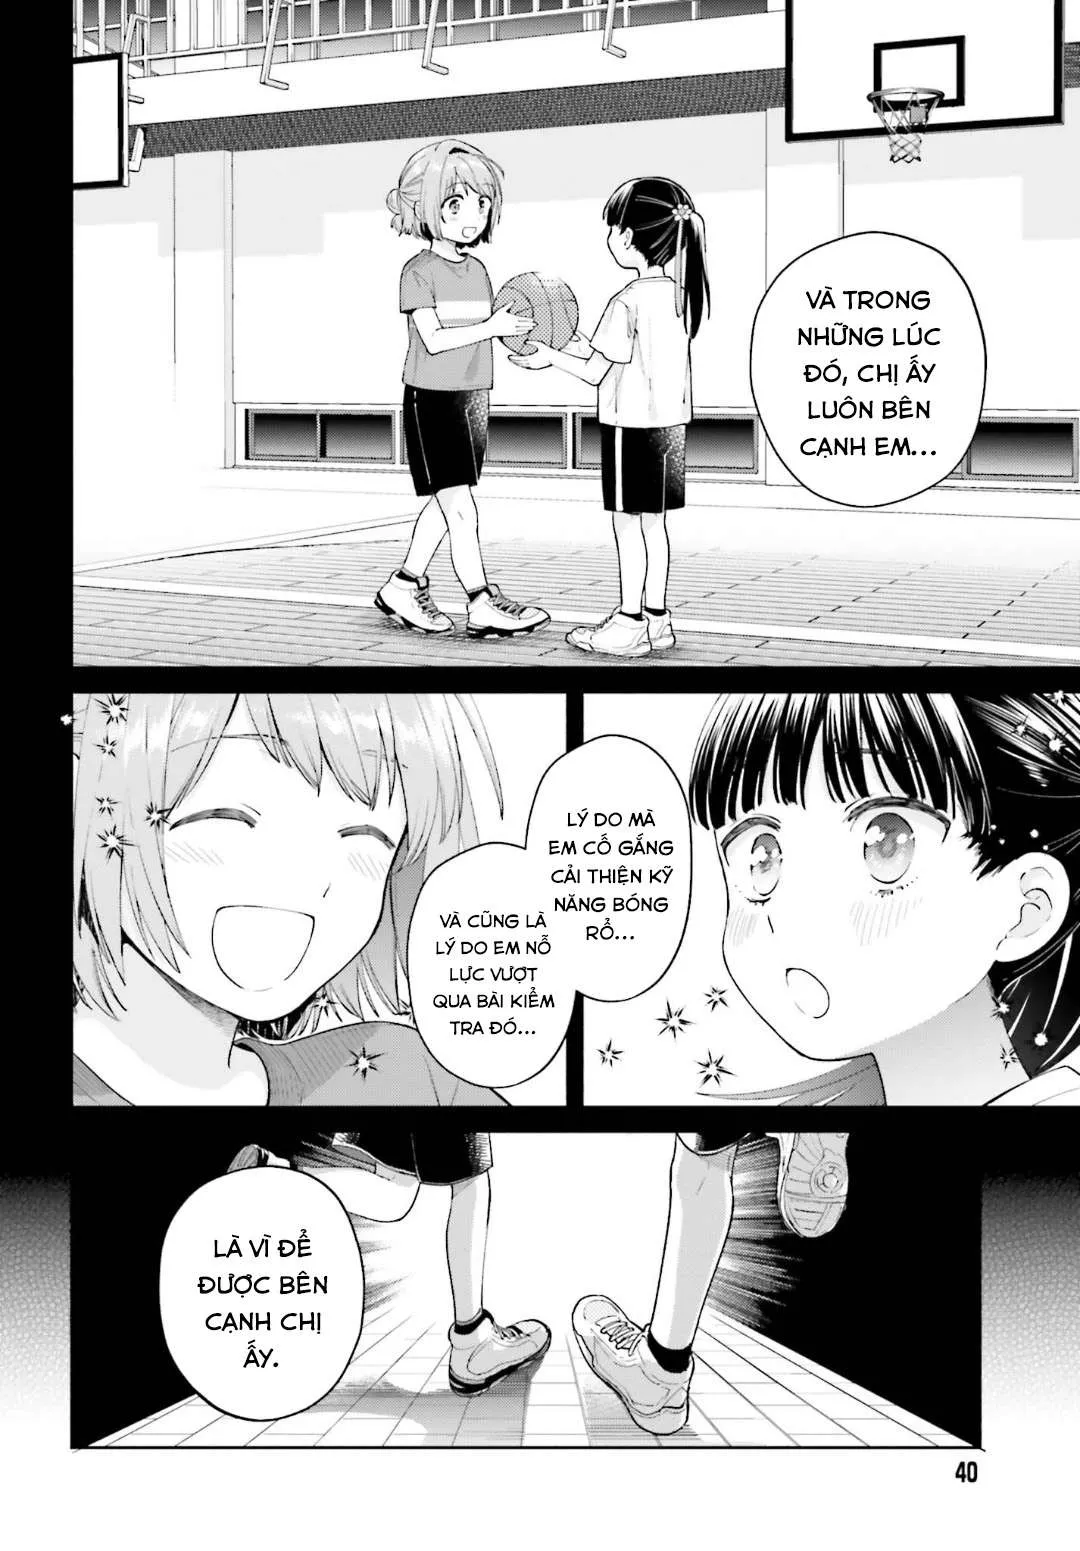 VÀ TRONG
NHỮNG LÚC
ĐÓ, CHỊ ẤY
LUÔN BÊN
CẠNH EM...
LÝ DO MÀ
EM CỐ GẮNG
CẢI THIỆN KỸ
NĂNG BÓNG
RỔ...
VÀ CŨNG LÀ
LÝ DO EM NỖ
LỰC VƯỢT
QUA BÀI KIỂM
TRA ĐÓ...
LÀ VÌ ĐỂ
ĐƯỢC BÊN
CẠNH CHỊ
ẤY.
40